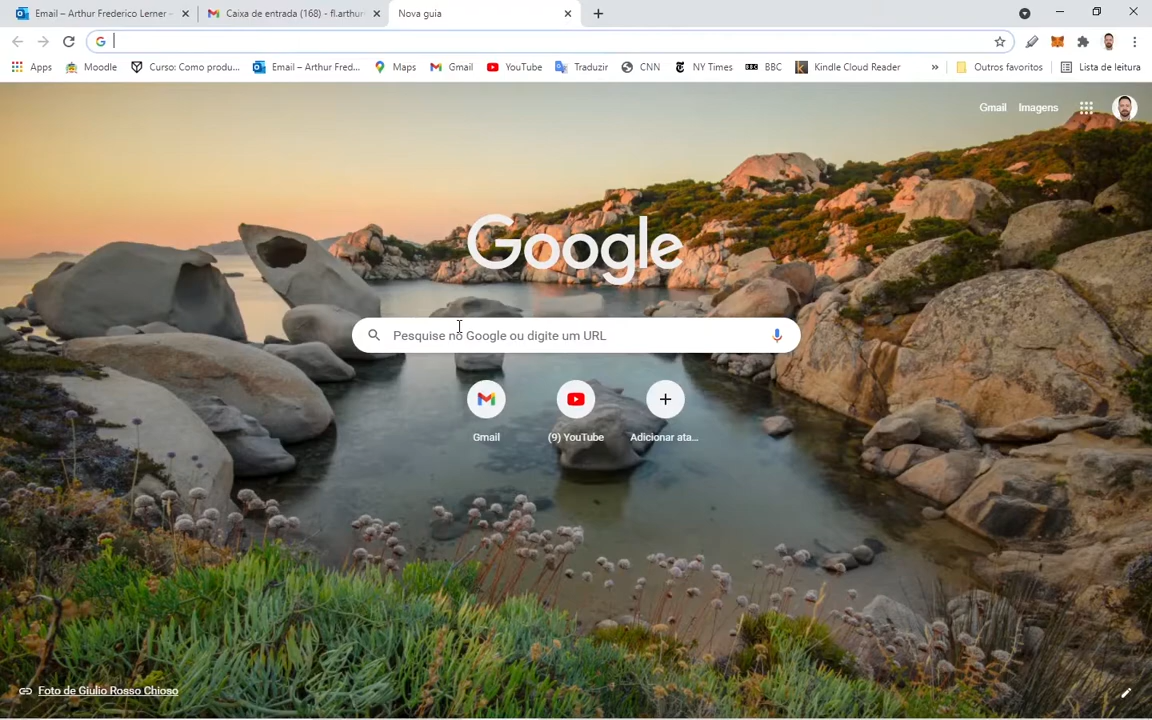 Email – Arthur Frederico Lerner -
Caixa de entrada (168) - fl.arthur
Nova guia
G
Apps
Moodle
Curso: Como produ...
Email – Arthur Fred...
Maps
Gmail
YouTube
Traduzir
CNN
NY Times
BBC
Kindle Cloud Reader
»
Outros favoritos
Lista de leitura
Gmail
Imagens
Google
Pesquise no Google ou digite um URL
Gmail
(9) YouTube
Adicionar ata...
Foto de Giulio Rosso Chioso